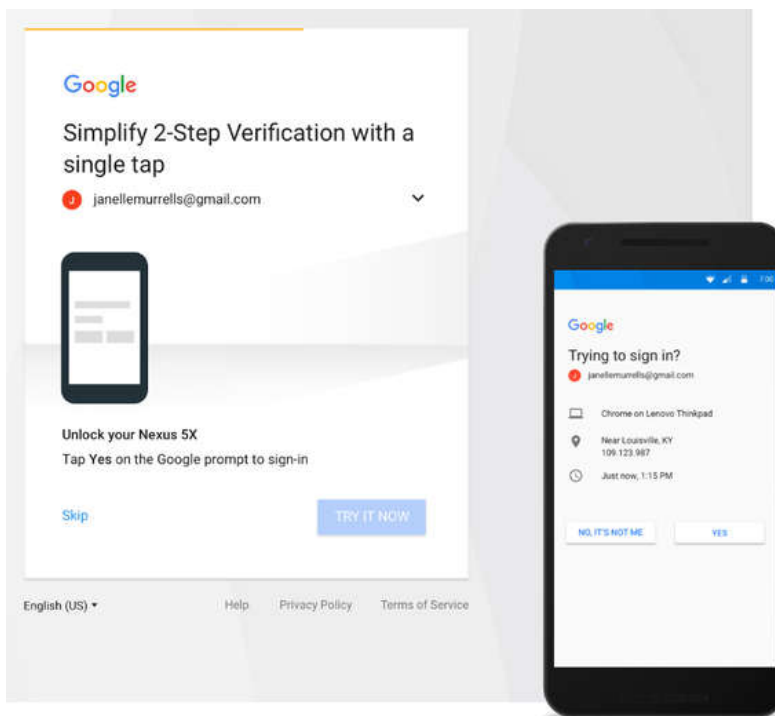 Google
Simplify 2-Step Verification with a
single tap
J janellemurrells@gmail.com
Unlock your Nexus 5X
Tap Yes on the Google prompt to sign-in
Skip
TRY IT NOW
English (US)
Help Privacy Policy Terms of Service
7:00
Google
Trying to sign in?
J janellemurrells@gmail.com
Chrome on Lenovo Thinkpad
Near Louisville, KY
109.123.987
Just now, 1:15 PM
NO, IT'S NOT ME YES